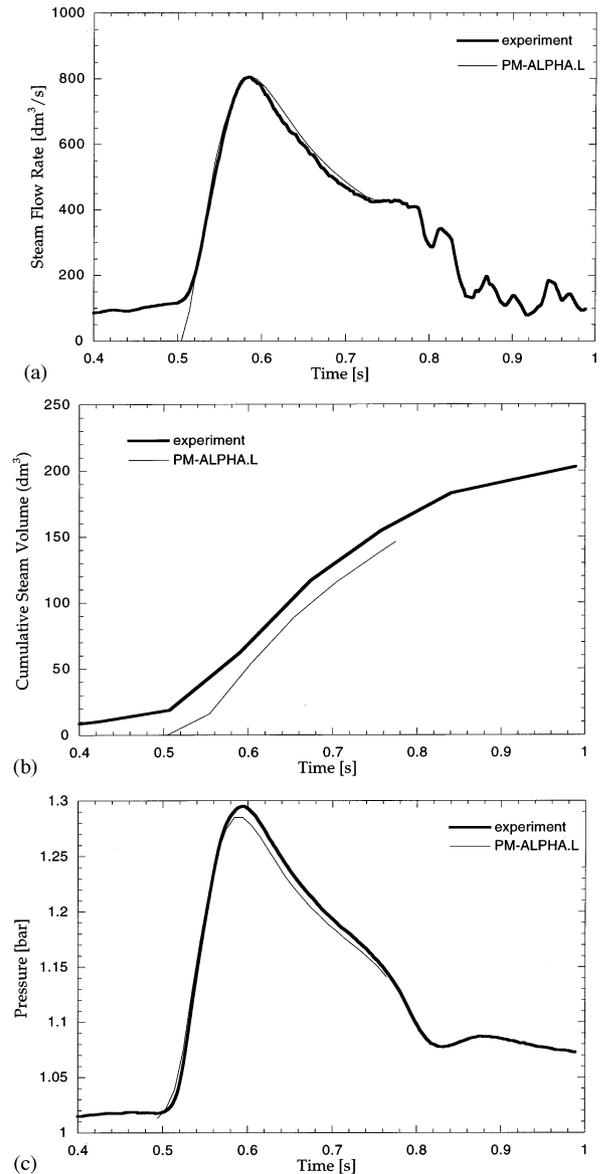 1000
800
600
400
200
0
Steam Flow Rate [dm³/s]
experiment
PM-ALPHA.L
0.4 0.5 0.6 0.7 0.8 0.9 1
Time [s]
(a)
250
200
150
100
50
0
Cumulative Steam Volume (dm³)
experiment
PM-ALPHA.L
0.4 0.5 0.6 0.7 0.8 0.9 1
Time [s]
(b)
1.3
1.25
1.2
1.15
1.1
1.05
1
Pressure [bar]
experiment
PM-ALPHA.L
0.4 0.5 0.6 0.7 0.8 0.9 1
Time [s]
(c)